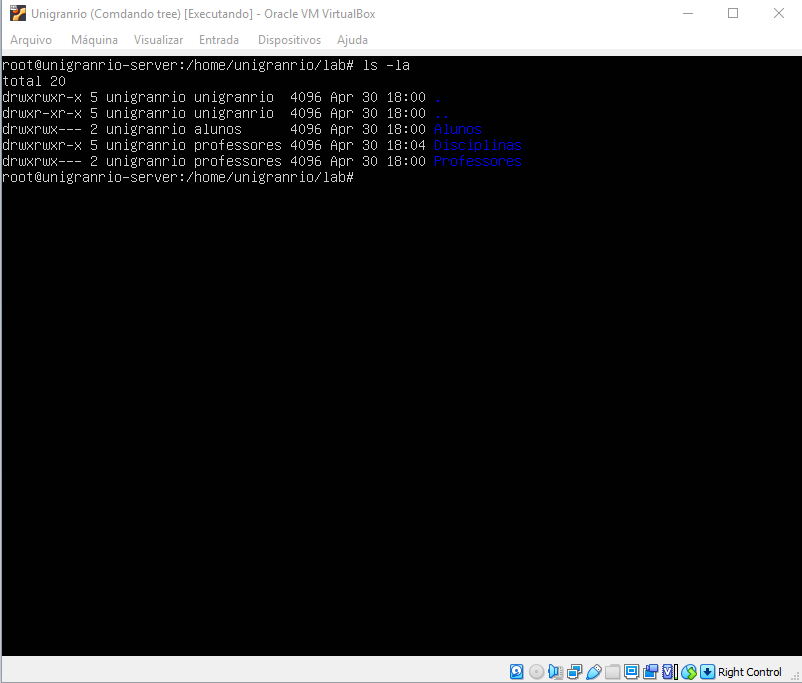 Unigranrio (Comdando tree) [Executando] - Oracle VM VirtualBox
Arquivo Máquina Visualizar Entrada Dispositivos Ajuda
root@unigranrio-server:/home/unigranrio/lab# ls -la
total 20
drwxrwxr-x 5 unigranrio unigranrio  4096 Apr 30 18:00 .
drwxr-xr-x 5 unigranrio unigranrio  4096 Apr 30 18:00 ..
drwxrwx--- 2 unigranrio alunos      4096 Apr 30 18:00 Alunos
drwxrwxr-x 5 unigranrio professores 4096 Apr 30 18:04 Disciplinas
drwxrwx--- 2 unigranrio professores 4096 Apr 30 18:00 Professores
root@unigranrio-server:/home/unigranrio/lab#
Right Control